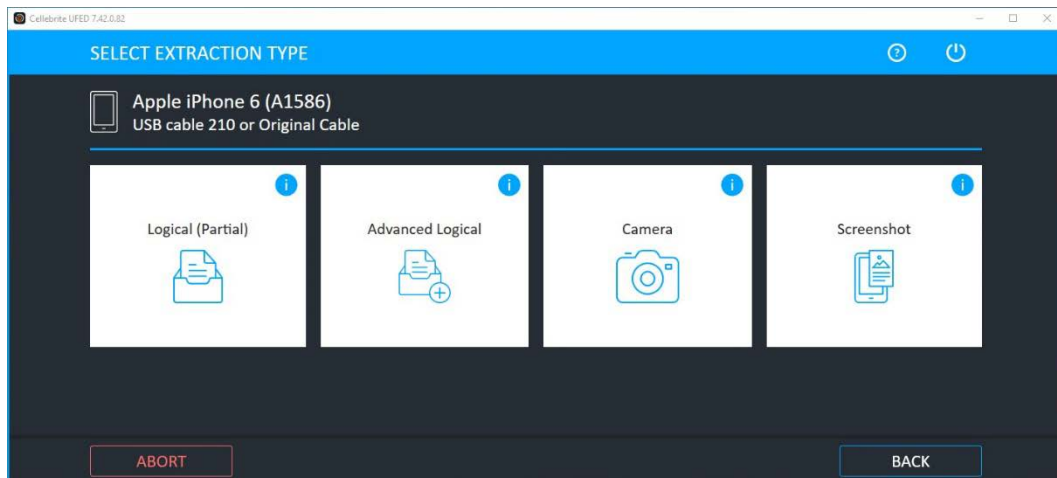 Cellebrite UFED 7.42.0.82
SELECT EXTRACTION TYPE
Apple iPhone 6 (A1586)
USB cable 210 or Original Cable
Logical (Partial)
Advanced Logical
Camera
Screenshot
ABORT
BACK